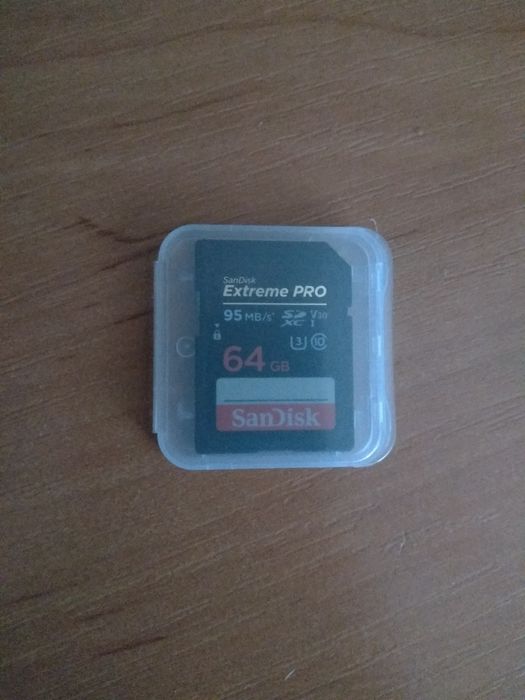 SanDisk
Extreme PRO
95 MB/s* SD XC V30 I
3 10
64 GB
SanDisk